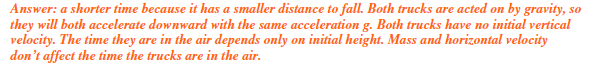 Answer: a shorter time because it has a smaller distance to fall. Both trucks are acted on by gravity, so
they will both accelerate downward with the same acceleration g. Both trucks have no initial vertical
velocity. The time they are in the air depends only on initial height. Mass and horizontal velocity
don't affect the time the trucks are in the air.